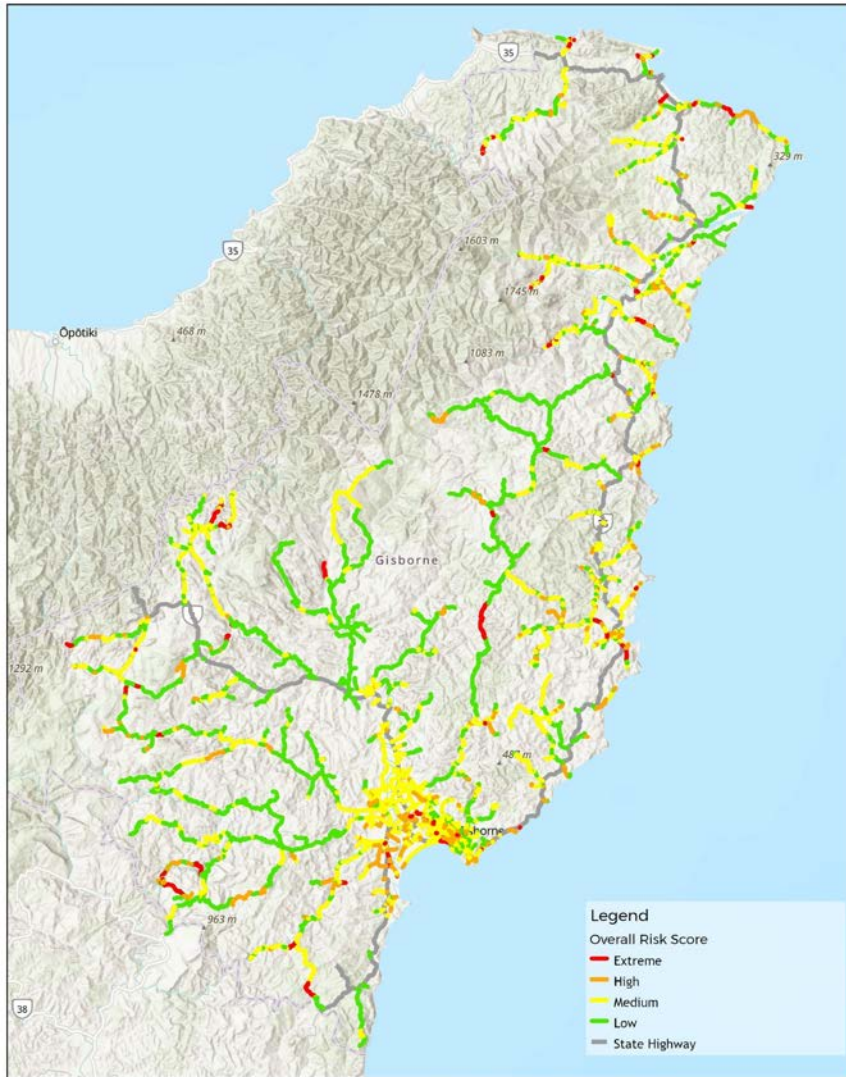 35
329 m
35
1603 m
1745 m
Ōpōtiki
468 m
1083 m
1478 m
Gisborne
1292 m
963 m
38
Legend
Overall Risk Score
Extreme
High
Medium
Low
State Highway